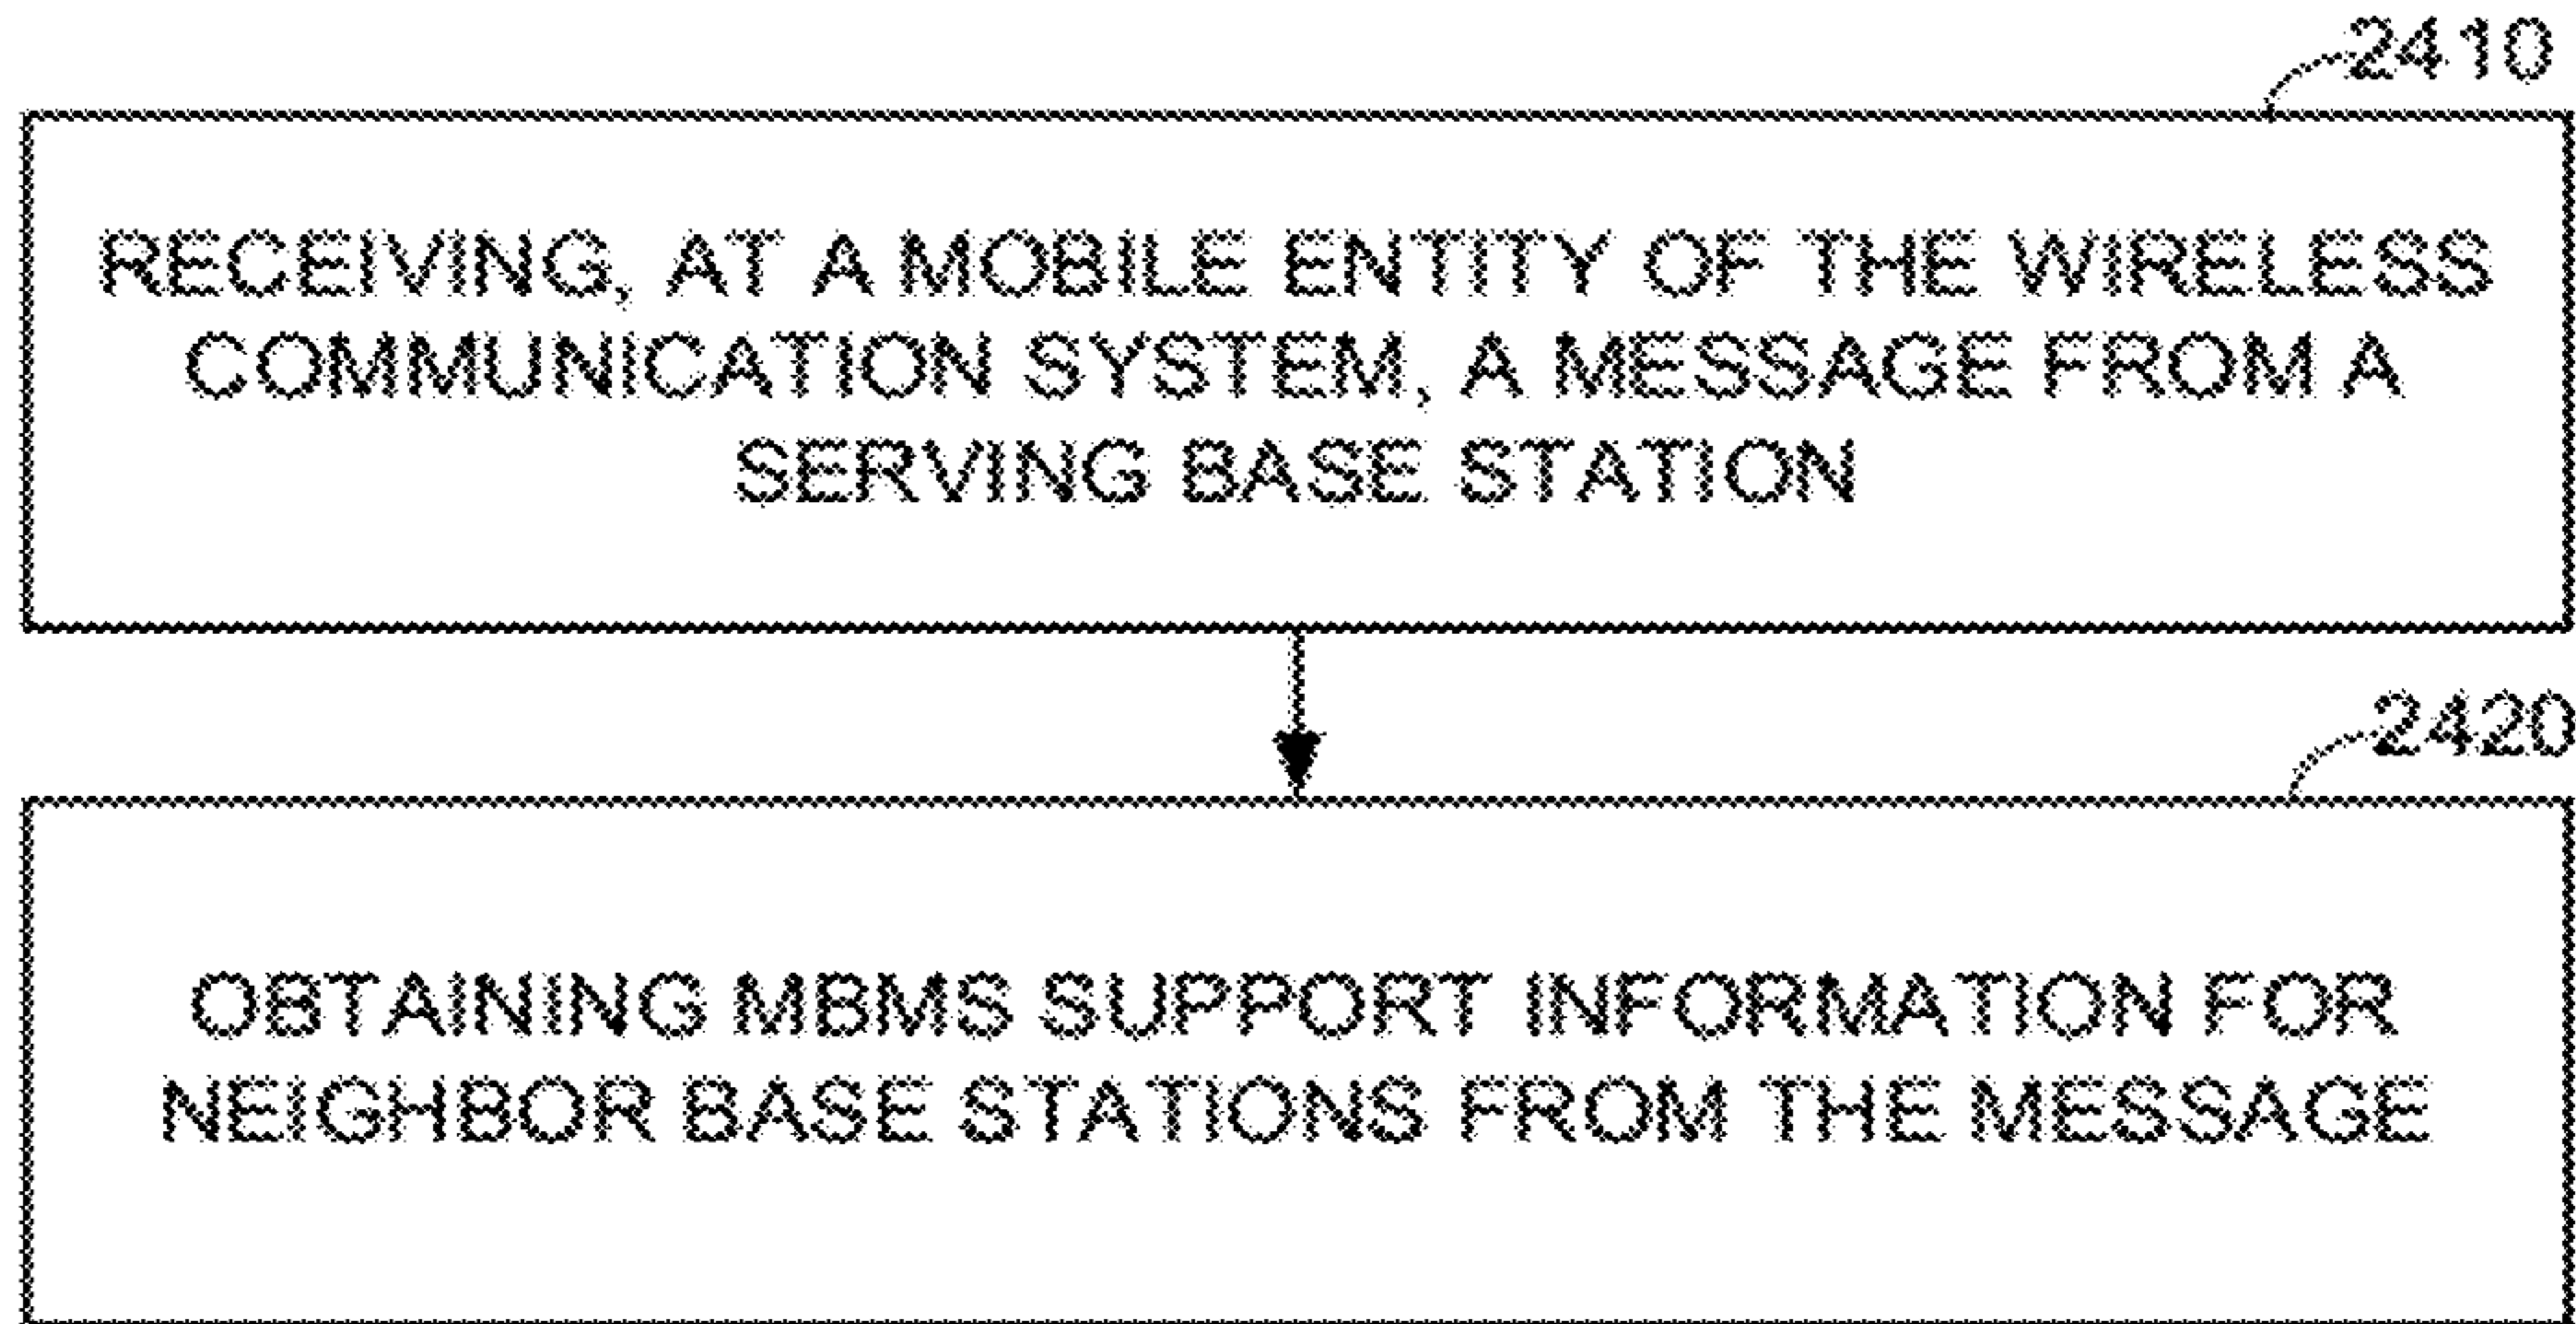 2410
RECEIVING, AT A MOBILE ENTITY OF THE WIRELESS
COMMUNICATION SYSTEM, A MESSAGE FROM A
SERVING BASE STATION
2420
OBTAINING MBMS SUPPORT INFORMATION FOR
NEIGHBOR BASE STATIONS FROM THE MESSAGE